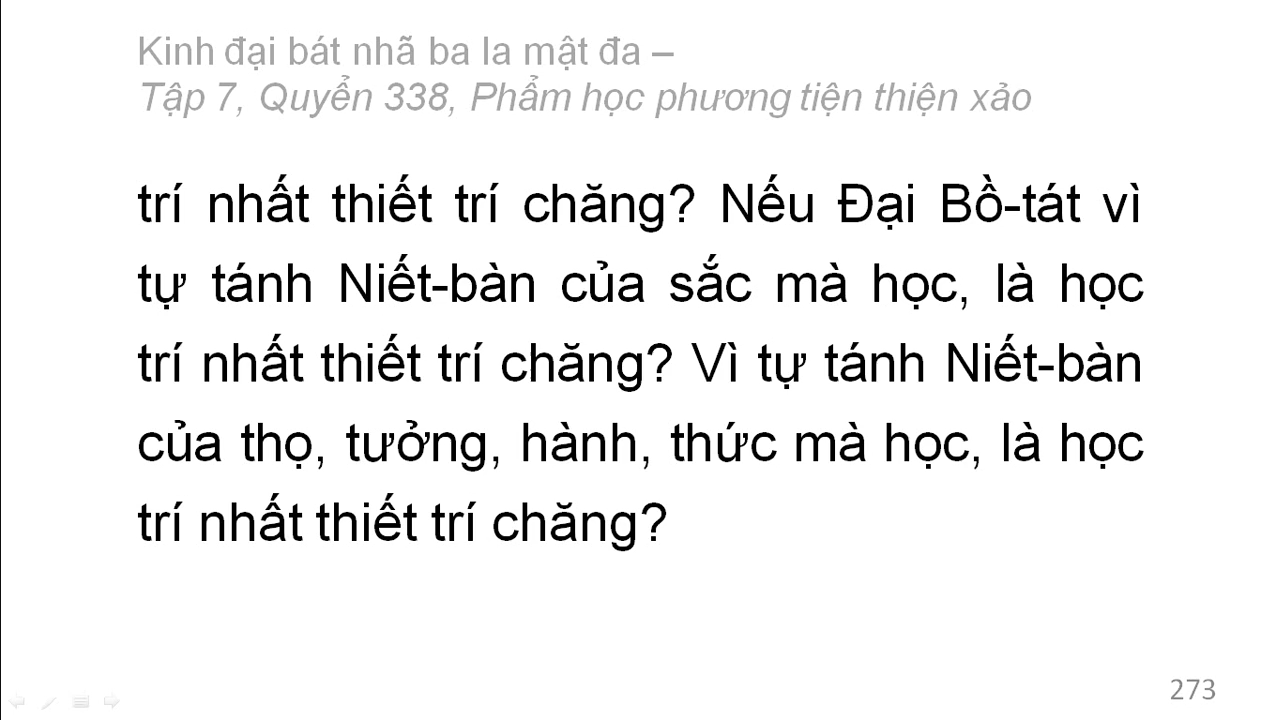 Kinh đại bát nhã ba la mật đa –
Tập 7, Quyển 338, Phẩm học phương tiện thiện xảo
trí nhất thiết trí chăng? Nếu Đại Bồ-tát vì
tự tánh Niết-bàn của sắc mà học, là học
trí nhất thiết trí chăng? Vì tự tánh Niết-bàn
của thọ, tưởng, hành, thức mà học, là học
trí nhất thiết trí chăng?
273